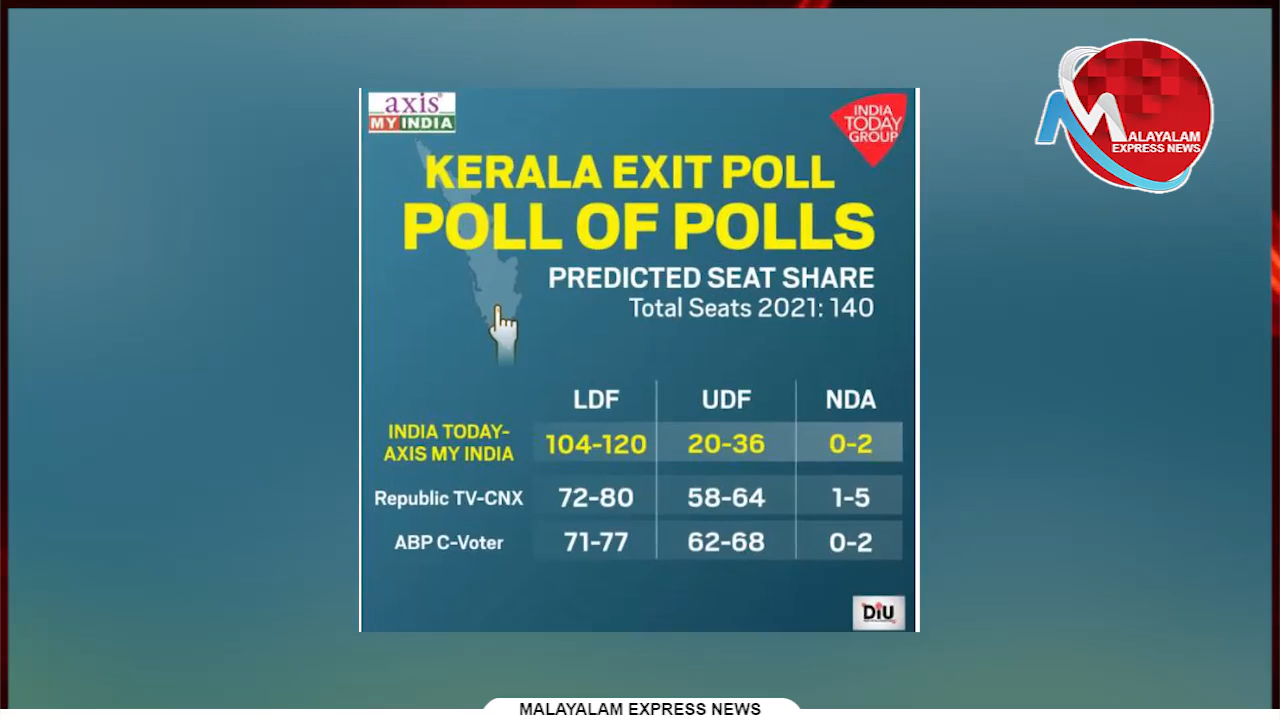 axis
MY INDIA
INDIA
TODAY
GROUP
ALAYALAM
EXPRESS NEWS
KERALA EXIT POLL
POLL OF POLLS
PREDICTED SEAT SHARE
Total Seats 2021: 140
LDF UDF NDA
INDIA TODAY-
AXIS MY INDIA 104-120 20-36 0-2
Republic TV-CNX 72-80 58-64 1-5
ABP C-Voter 71-77 62-68 0-2
DiU
MALAYALAM EXPRESS NEWS